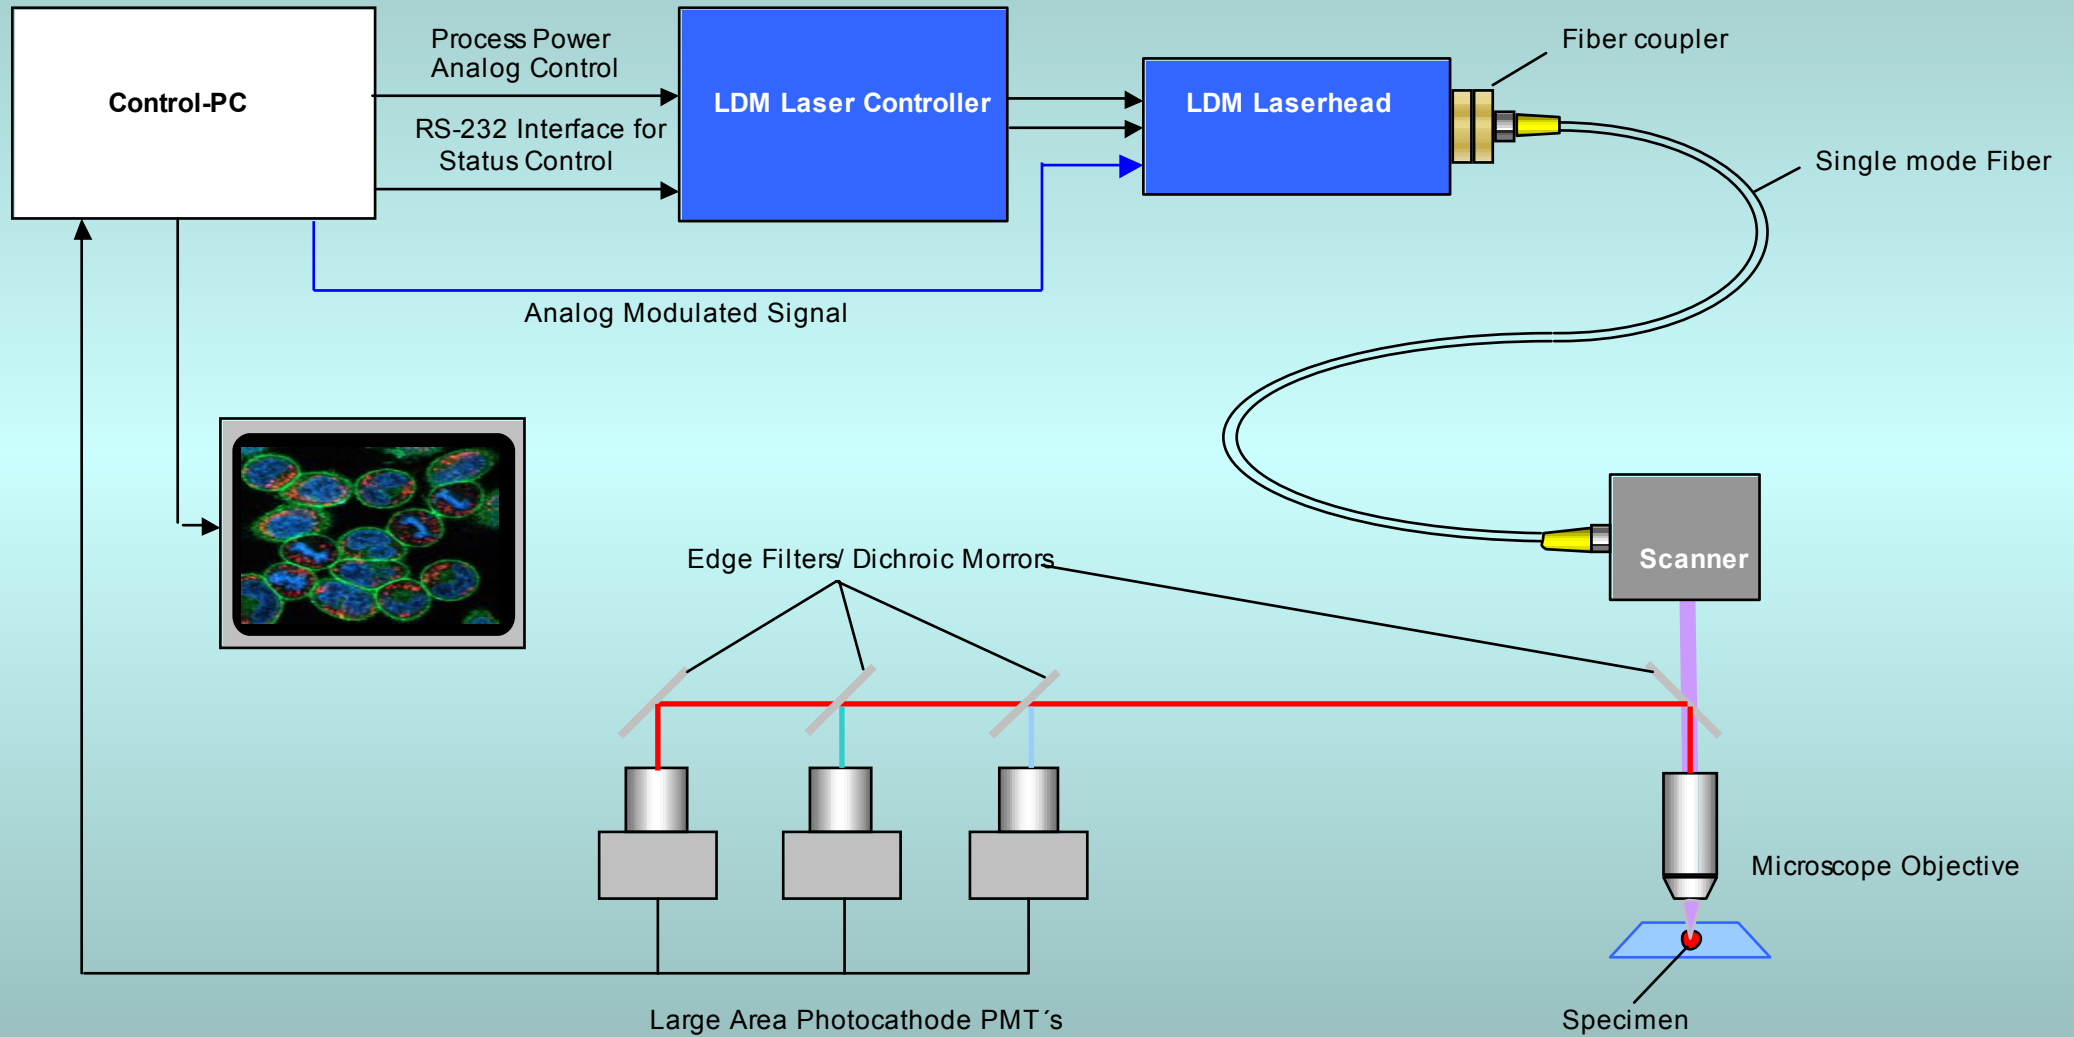 Control-PC
Process Power
Analog Control
RS-232 Interface for
Status Control
LDM Laser Controller
LDM Laserhead
Fiber coupler
Single mode Fiber
Analog Modulated Signal
Edge Filters/ Dichroic Morrors
Scanner
Microscope Objective
Large Area Photocathode PMT´s
Specimen